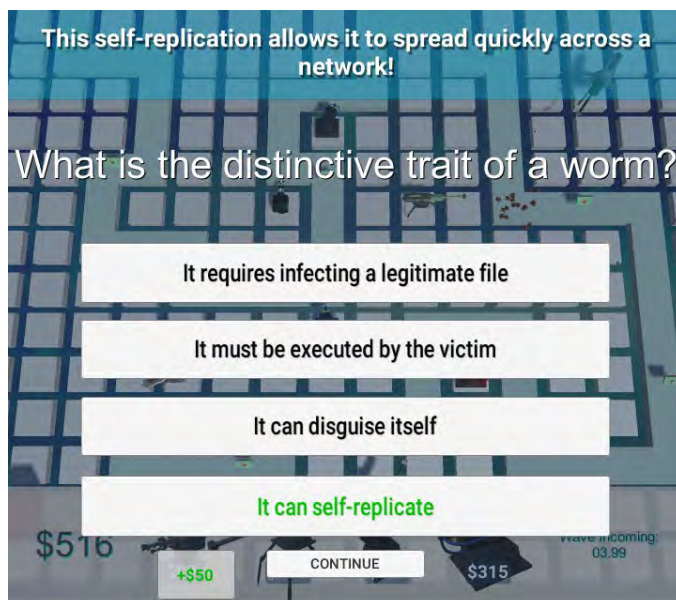 This self-replication allows it to spread quickly across a
network!
What is the distinctive trait of a worm?
It requires infecting a legitimate file
It must be executed by the victim
It can disguise itself
It can self-replicate
$516
Wave Incoming:
03.99
+$50
CONTINUE
$315